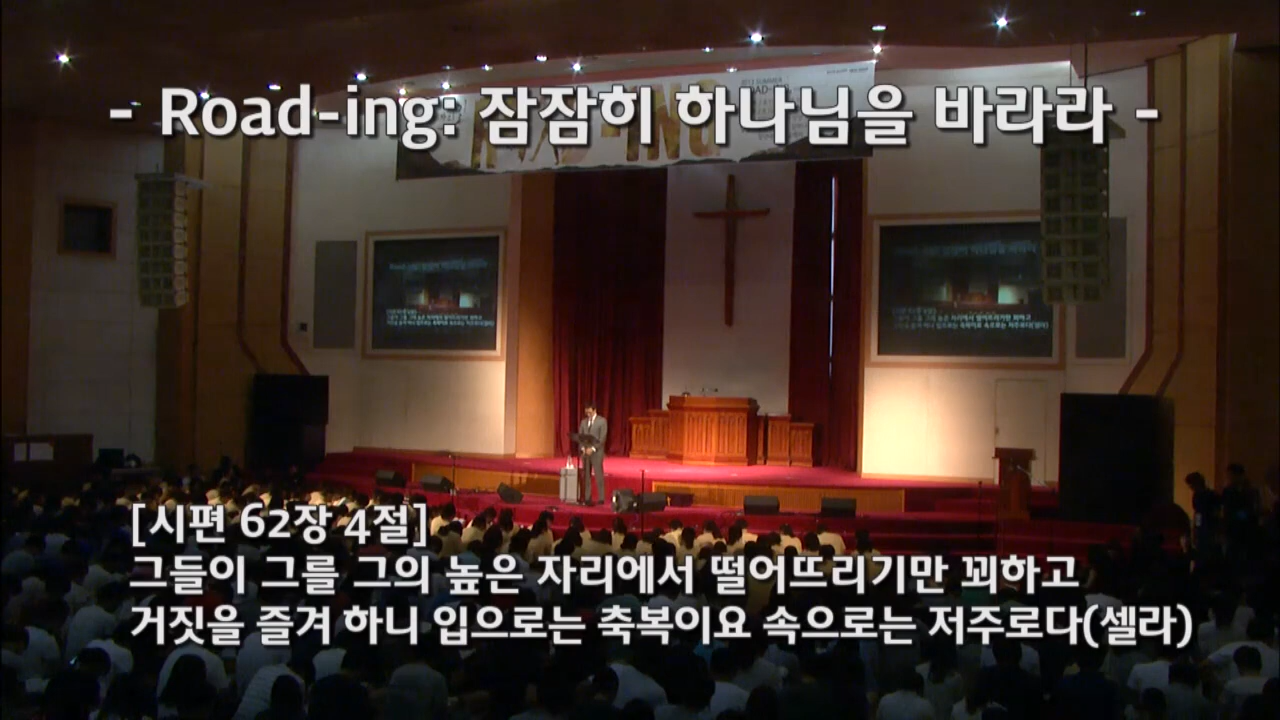 - Road-ing: 잠잠히 하나님을 바라라 -
[시편 62장 4절]
그들이 그를 그의 높은 자리에서 떨어뜨리기만 꾀하고
거짓을 즐겨 하니 입으로는 축복이요 속으로는 저주로다(셀라)